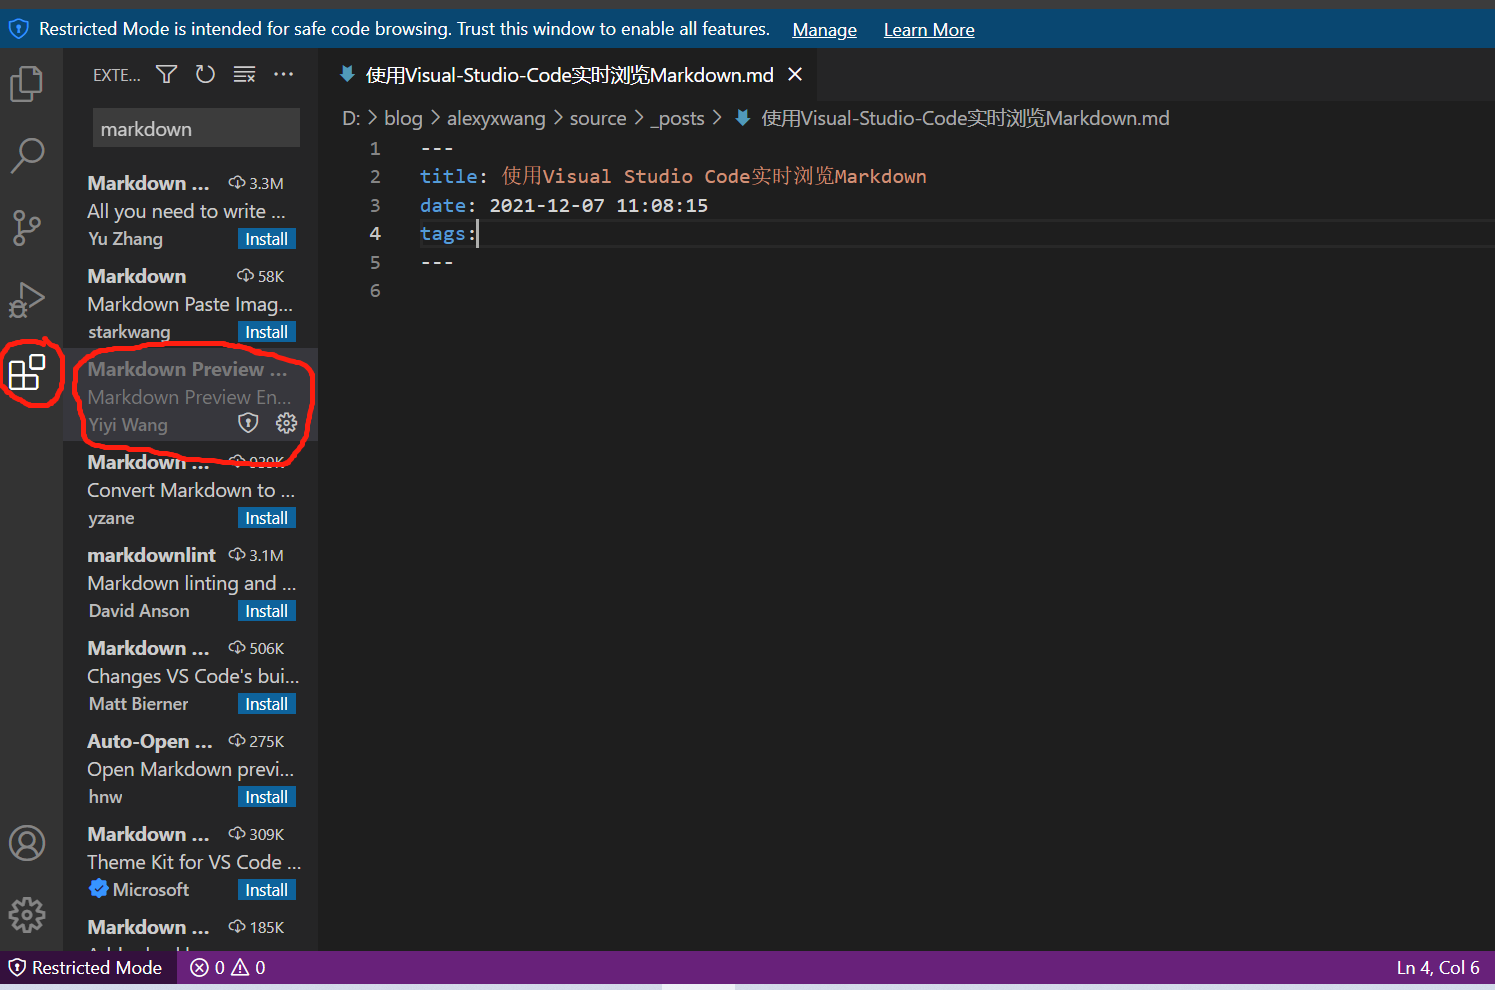 Restricted Mode is intended for safe code browsing. Trust this window to enable all features. Manage Learn More
EXTE... ···
使用Visual-Studio-Code实时浏览Markdown.md
markdown
D: > blog > alexyxwang > source > _posts > 使用Visual-Studio-Code实时浏览Markdown.md
1 ---
2 title: 使用Visual Studio Code实时浏览Markdown
3 date: 2021-12-07 11:08:15
4 tags:
5 ---
6
Markdown ... 3.3M
All you need to write ...
Yu Zhang Install
Markdown 58K
Markdown Paste Imag...
starkwang Install
Markdown Preview ...
Markdown Preview En...
Yiyi Wang
Markdown ... 939K
Convert Markdown to ...
yzane Install
markdownlint 3.1M
Markdown linting and ...
David Anson Install
Markdown ... 506K
Changes VS Code's bui...
Matt Bierner Install
Auto-Open ... 275K
Open Markdown previ...
hnw Install
Markdown ... 309K
Theme Kit for VS Code ...
Microsoft Install
Markdown ... 185K
Restricted Mode 0 0
Ln 4, Col 6